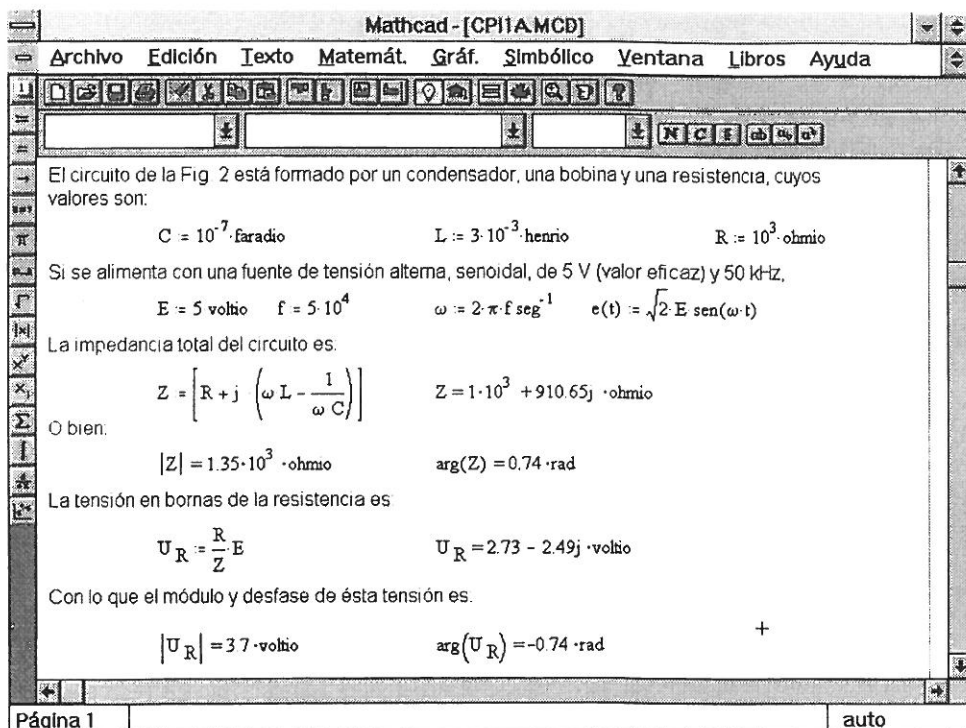 Mathcad - [CPI1A.MCD]
Archivo Edición Texto Matemát. Gráf. Simbólico Ventana Libros Ayuda
N C S ab
El circuito de la Fig. 2 está formado por un condensador, una bobina y una resistencia, cuyos
valores son:
C := 10^-7·faradio L := 3·10^-3·henrio R := 10^3·ohmio
Si se alimenta con una fuente de tensión alterna, senoidal, de 5 V (valor eficaz) y 50 kHz,
E := 5 voltio f = 5·10^4 ω := 2·π·f seg^-1 e(t) := √2·E sen(ω·t)
La impedancia total del circuito es:
Z = [R + j (ω L - 1/(ω C))] Z = 1·10^3 + 910.65j ·ohmio
O bien:
|Z| = 1.35·10^3 ·ohmio arg(Z) = 0.74 ·rad
La tensión en bornas de la resistencia es
U_R := R/Z·E U_R = 2.73 - 2.49j ·voltio
Con lo que el módulo y desfase de ésta tensión es.
|U_R| = 3 7 ·voltio arg(U_R) = -0.74 ·rad
Página 1 auto